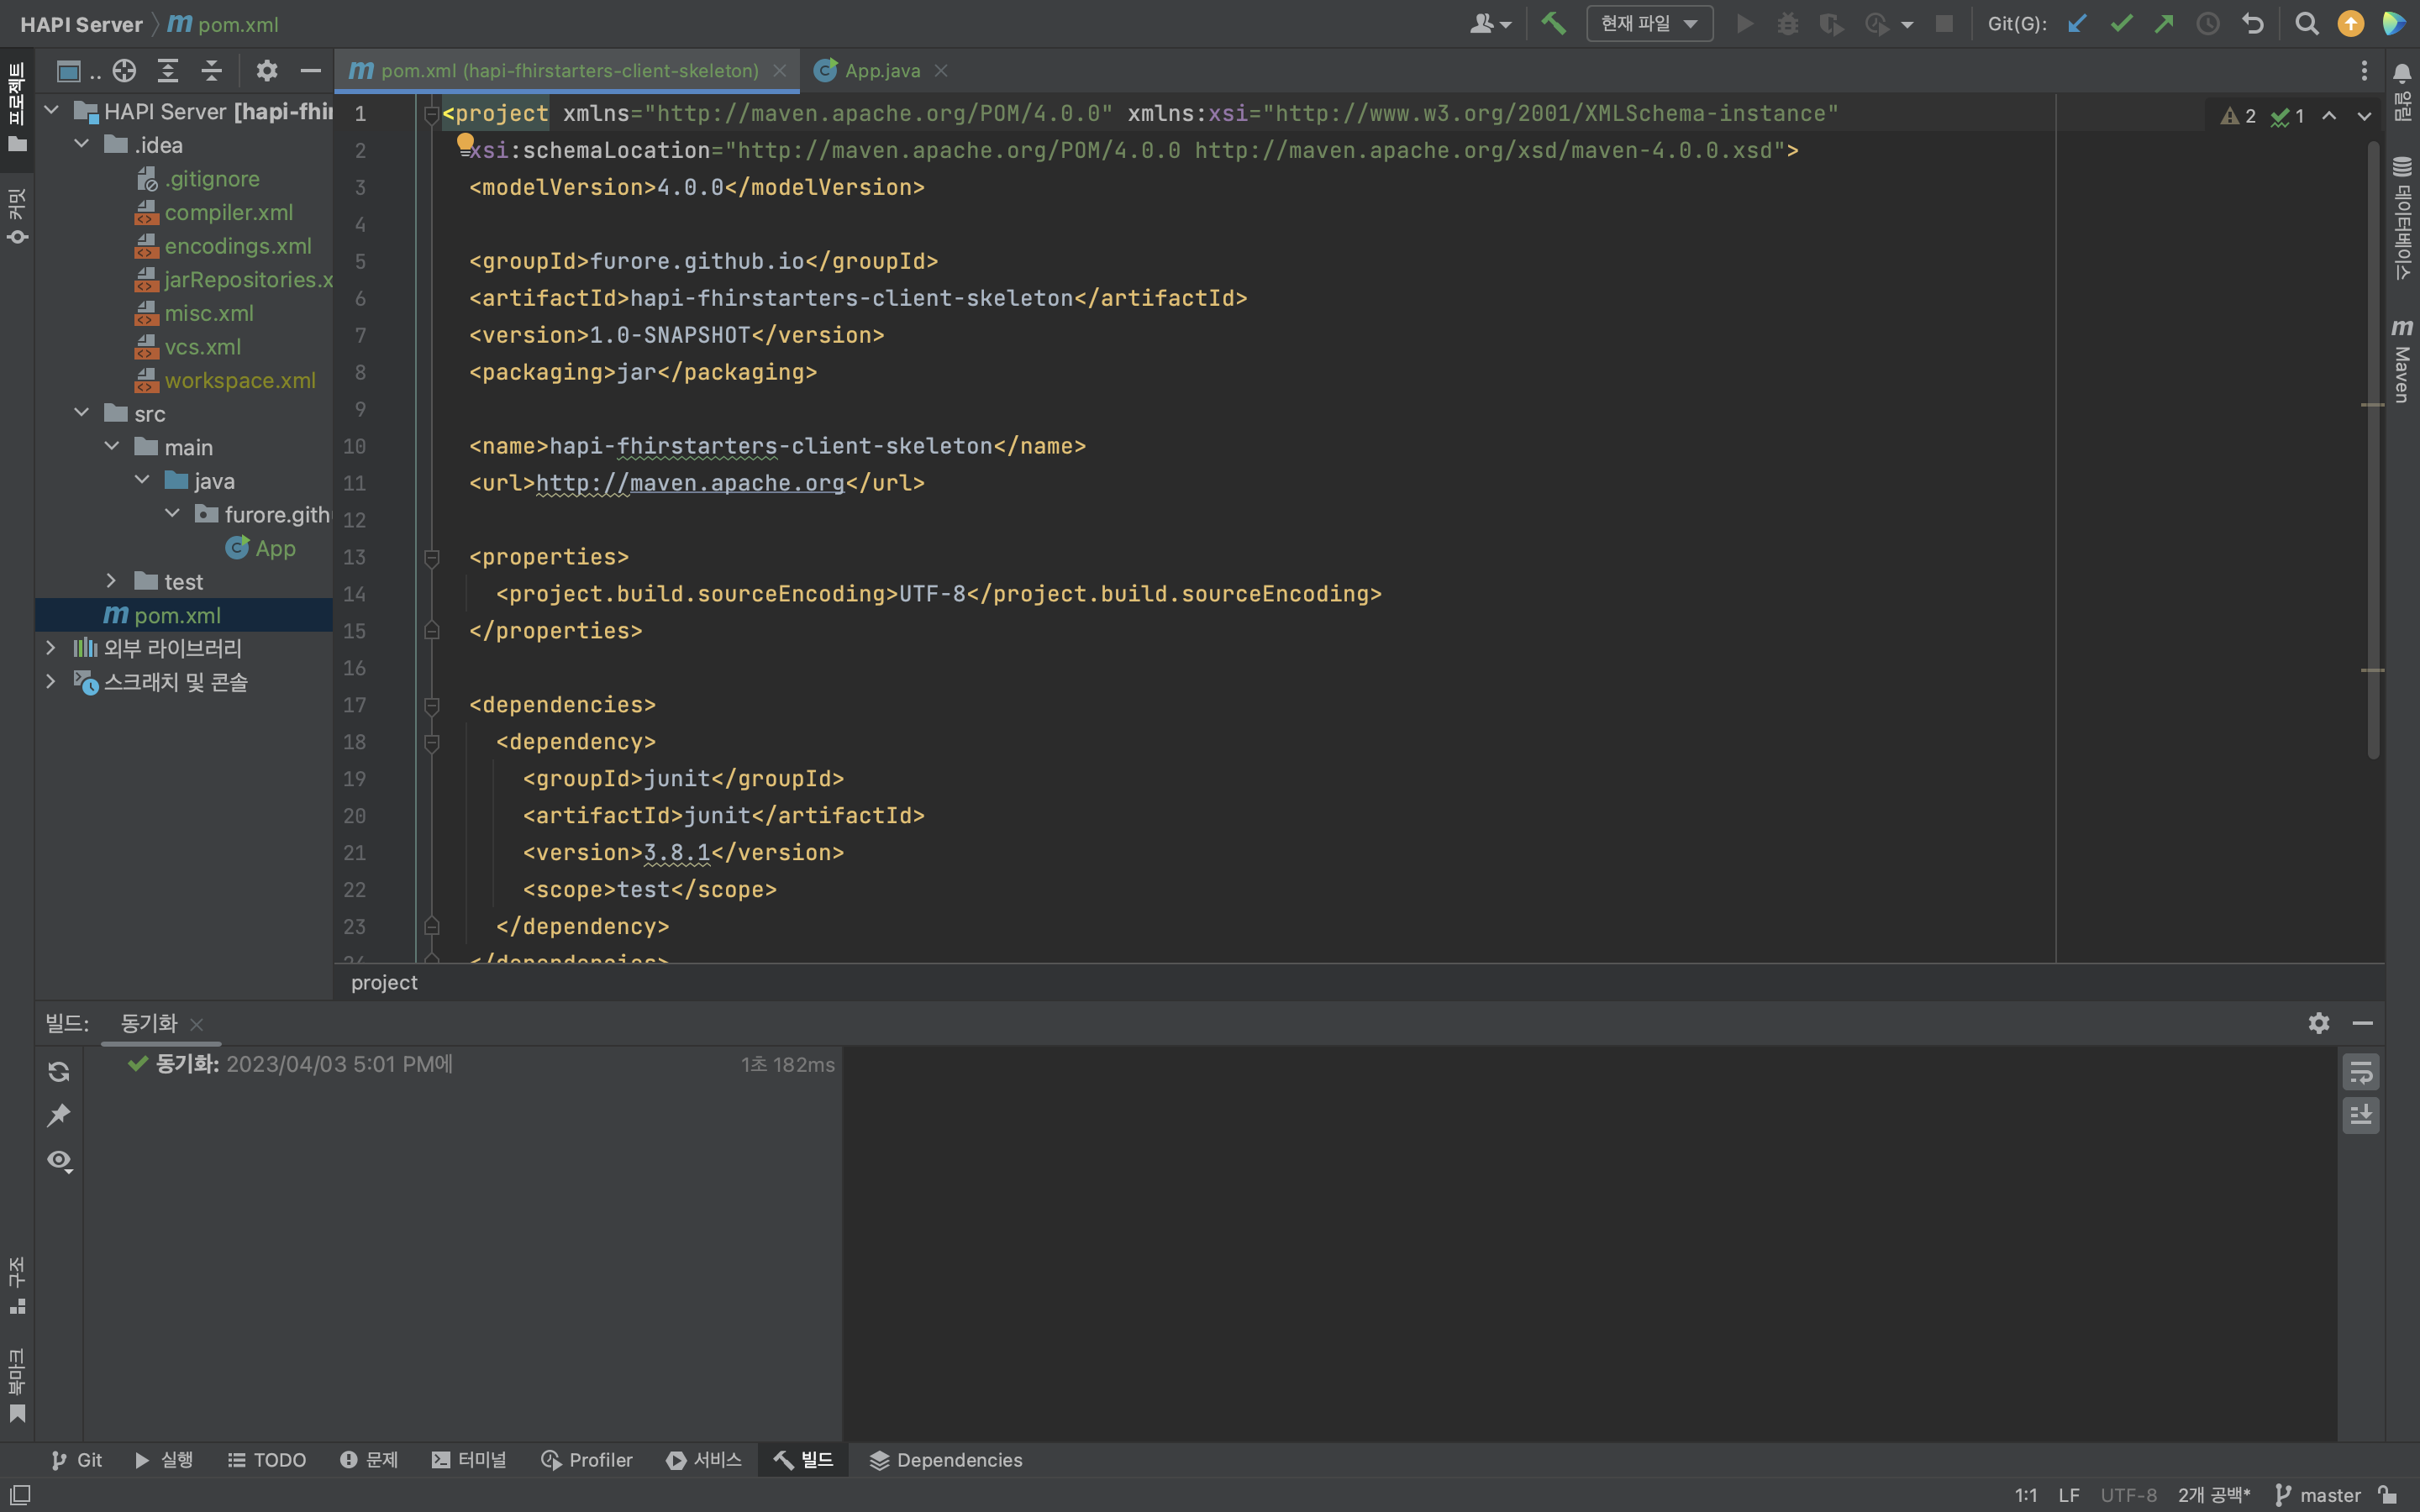 HAPI Server 〉 m pom.xml
현재 파일
Git(G):
프로젝트
커밋
구조
북마크
..
HAPI Server [hapi-fhir
.idea
.gitignore
compiler.xml
encodings.xml
jarRepositories.x
misc.xml
vcs.xml
workspace.xml
src
main
java
furore.gith
App
test
m pom.xml
외부 라이브러리
스크래치 및 콘솔
m pom.xml (hapi-fhirstarters-client-skeleton)
App.java
2 1
1 <project xmlns="http://maven.apache.org/POM/4.0.0" xmlns:xsi="http://www.w3.org/2001/XMLSchema-instance"
2 xsi:schemaLocation="http://maven.apache.org/POM/4.0.0 http://maven.apache.org/xsd/maven-4.0.0.xsd">
3 <modelVersion>4.0.0</modelVersion>
4
5 <groupId>furore.github.io</groupId>
6 <artifactId>hapi-fhirstarters-client-skeleton</artifactId>
7 <version>1.0-SNAPSHOT</version>
8 <packaging>jar</packaging>
9
10 <name>hapi-fhirstarters-client-skeleton</name>
11 <url>http://maven.apache.org</url>
12
13 <properties>
14 <project.build.sourceEncoding>UTF-8</project.build.sourceEncoding>
15 </properties>
16
17 <dependencies>
18 <dependency>
19 <groupId>junit</groupId>
20 <artifactId>junit</artifactId>
21 <version>3.8.1</version>
22 <scope>test</scope>
23 </dependency>
24 </dependencies>
project
알림
데이터베이스
m Maven
빌드: 동기화
동기화: 2023/04/03 5:01 PM에 1초 182ms
Git 실행 TODO 문제 터미널 Profiler 서비스 빌드 Dependencies
1:1 LF UTF-8 2개 공백* master